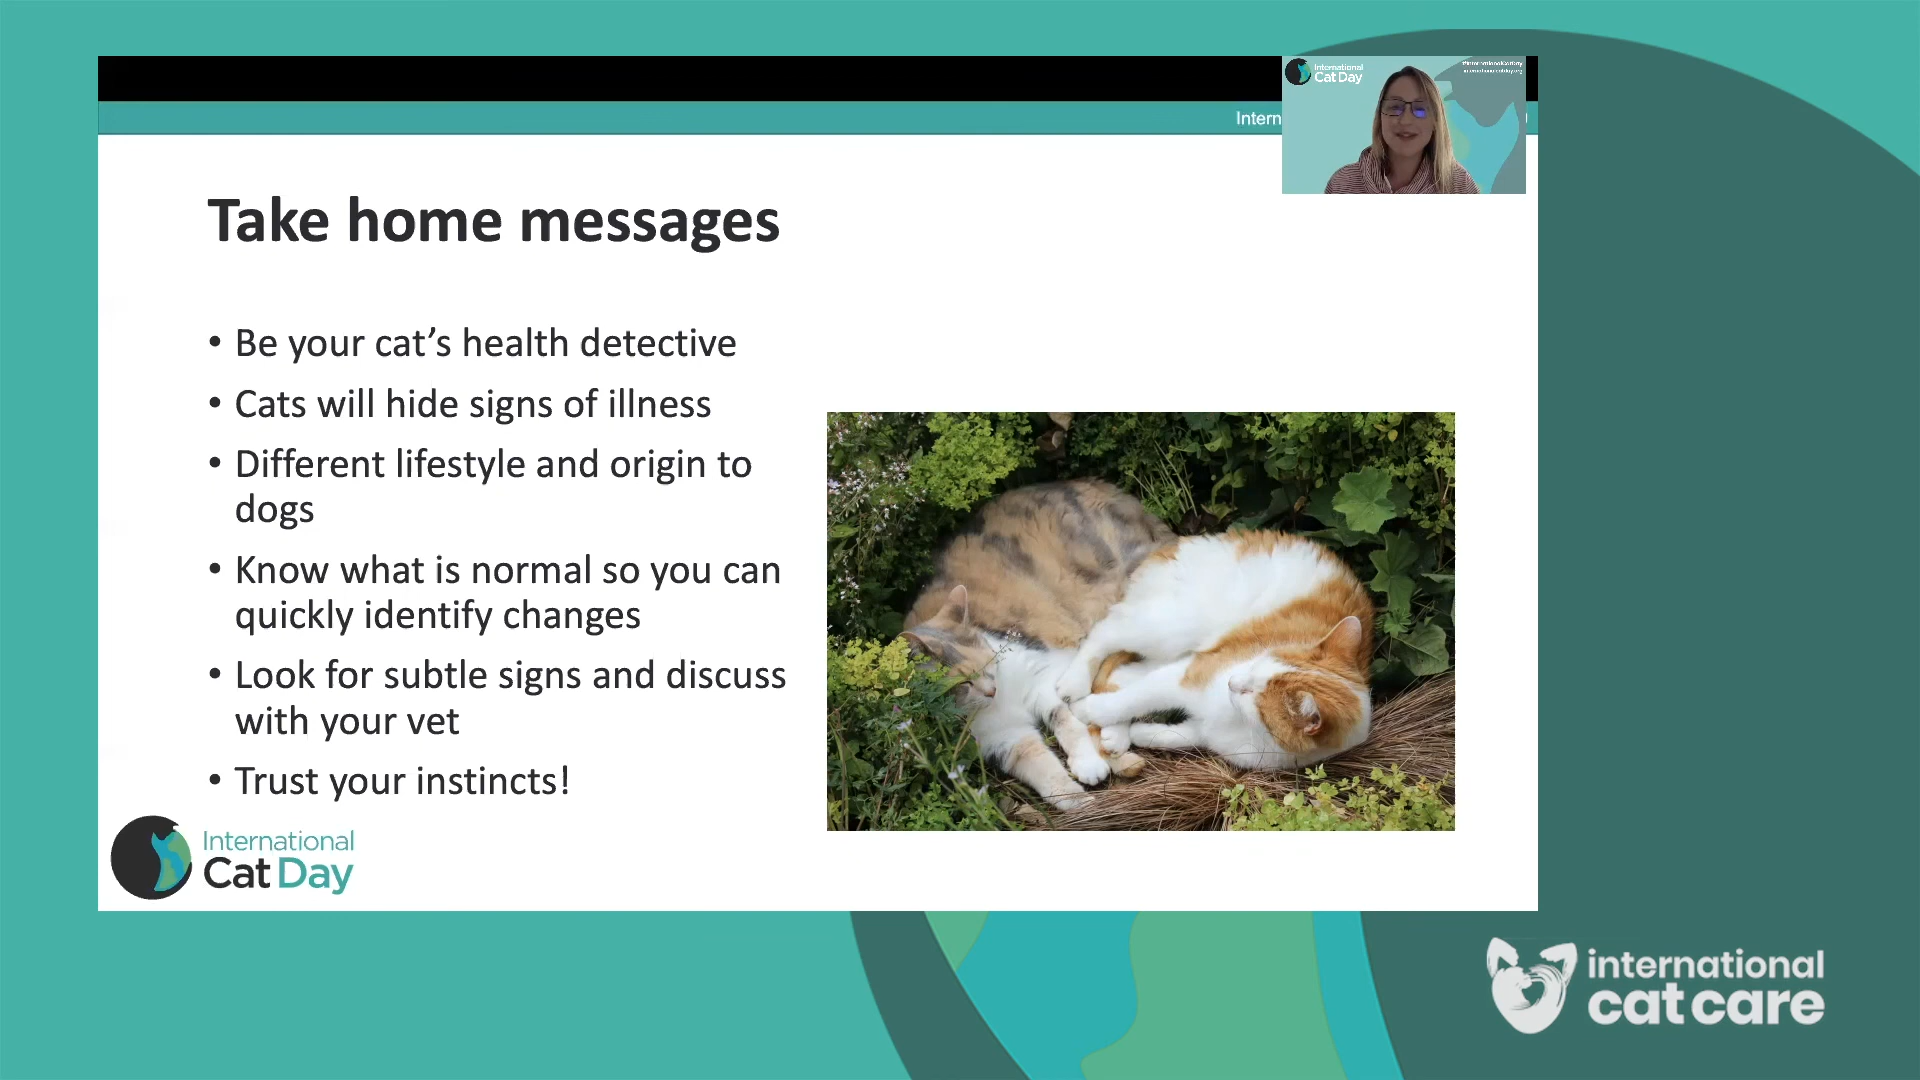 International
Cat Day
Intern
Take home messages
• Be your cat’s health detective
• Cats will hide signs of illness
• Different lifestyle and origin to
dogs
• Know what is normal so you can
quickly identify changes
• Look for subtle signs and discuss
with your vet
• Trust your instincts!
International
Cat Day
international
cat care